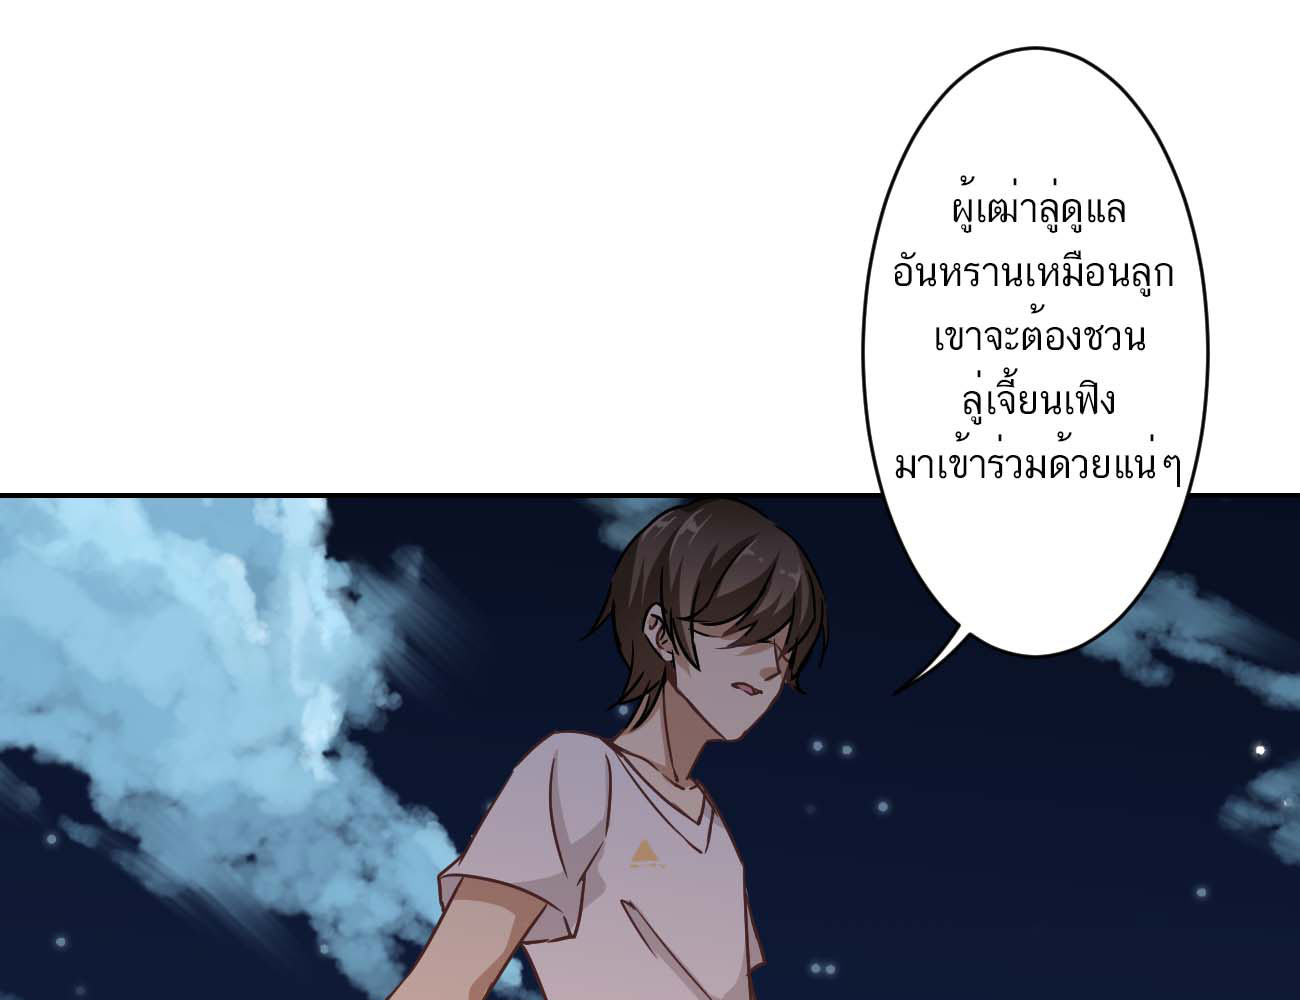 ผู้เฒ่าลู่ดูแล
อันหรานเหมือนลูก
เขาจะต้องชวน
ลู่เจี้ยนเฟิง
มาเข้าร่วมด้วยแน่ๆ